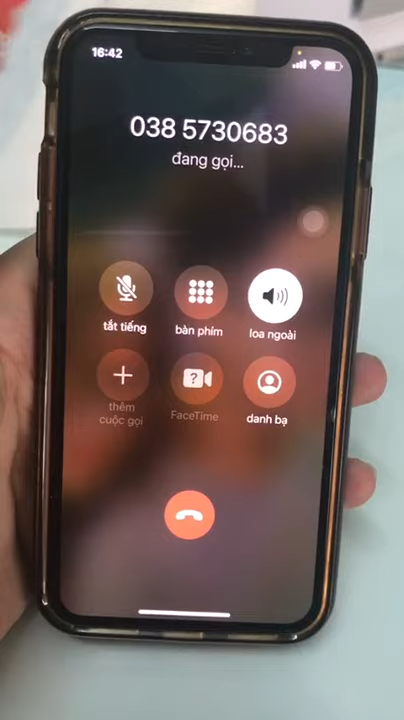 16:42
038 5730683
đang gọi...
tắt tiếng
bàn phím
loa ngoài
thêm
cuộc gọi
?
FaceTime
danh bạ